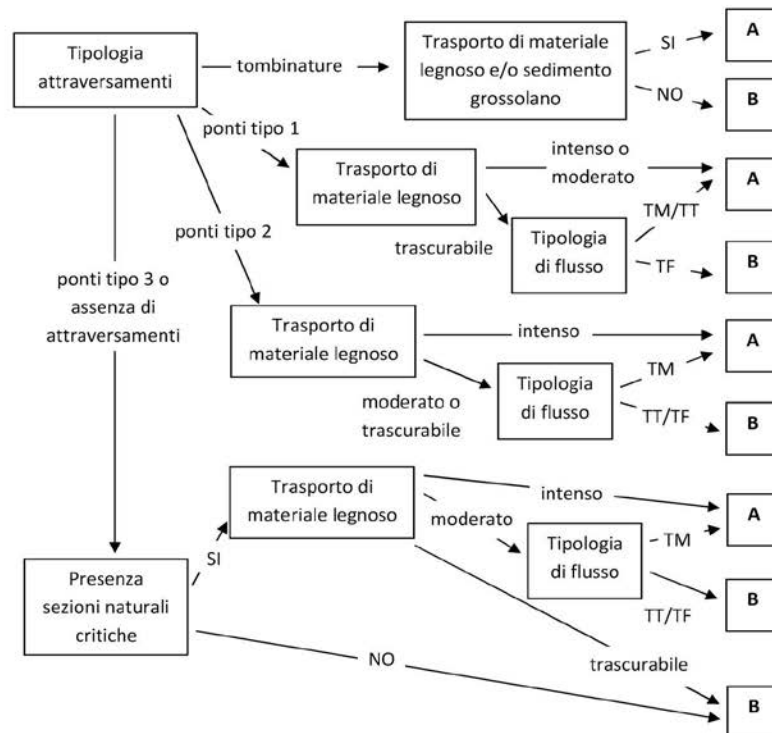 Tipologia
attraversamenti
tombinature
Trasporto di materiale
legnoso e/o sedimento
grossolano
SI
A
NO
B
ponti tipo 1
Trasporto di
materiale legnoso
intenso o
moderato
A
trascurabile
Tipologia
di flusso
TM/TT
TF
B
ponti tipo 2
ponti tipo 3 o
assenza di
attraversamenti
Trasporto di
materiale legnoso
intenso
A
moderato o
trascurabile
Tipologia
di flusso
TM
TT/TF
B
Presenza
sezioni naturali
critiche
SI
Trasporto di
materiale legnoso
intenso
A
moderato
Tipologia
di flusso
TM
TT/TF
B
trascurabile
NO
B